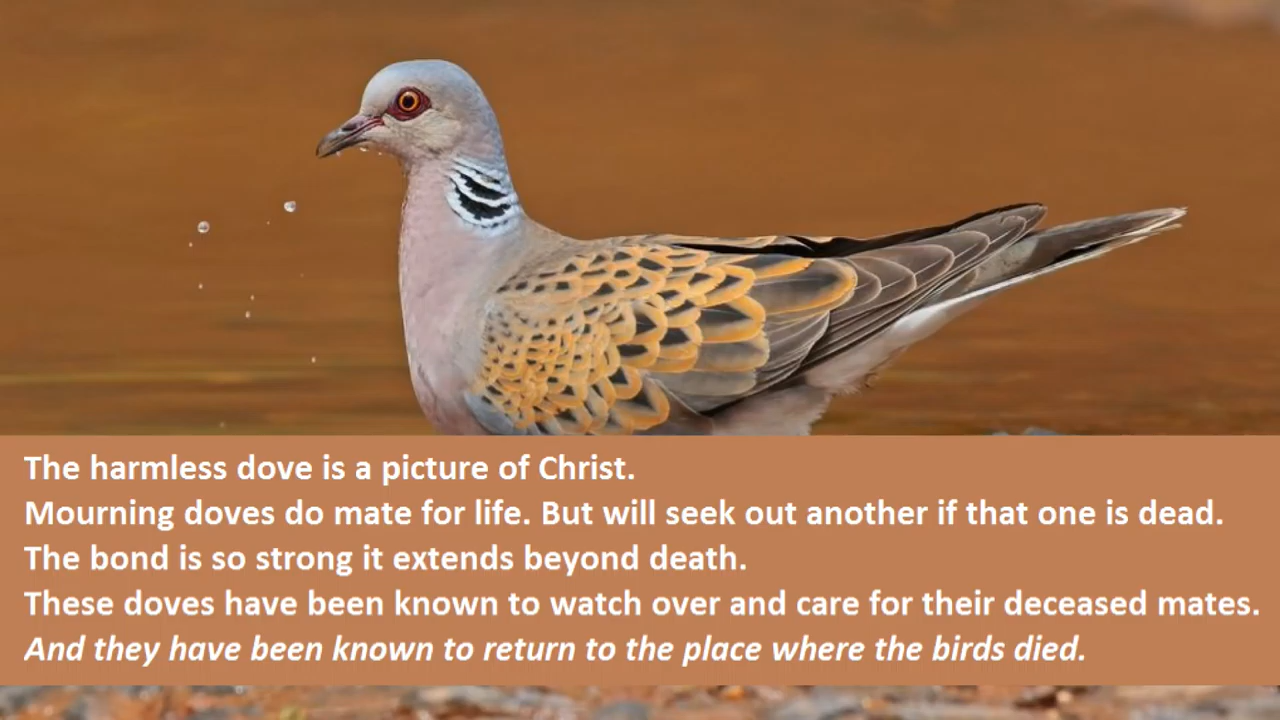 The harmless dove is a picture of Christ.
Mourning doves do mate for life. But will seek out another if that one is dead.
The bond is so strong it extends beyond death.
These doves have been known to watch over and care for their deceased mates.
And they have been known to return to the place where the birds died.